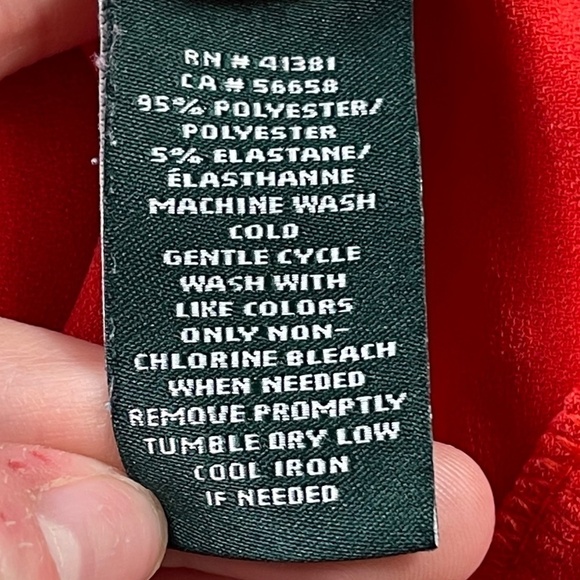 RN # 41381
CA # 56658
95% POLYESTER/
POLYESTER
5% ELASTANE/
ÉLASTHANNE
MACHINE WASH
COLD
GENTLE CYCLE
WASH WITH
LIKE COLORS
ONLY NON-
CHLORINE BLEACH
WHEN NEEDED
REMOVE PROMPTLY
TUMBLE DRY LOW
COOL IRON
IF NEEDED